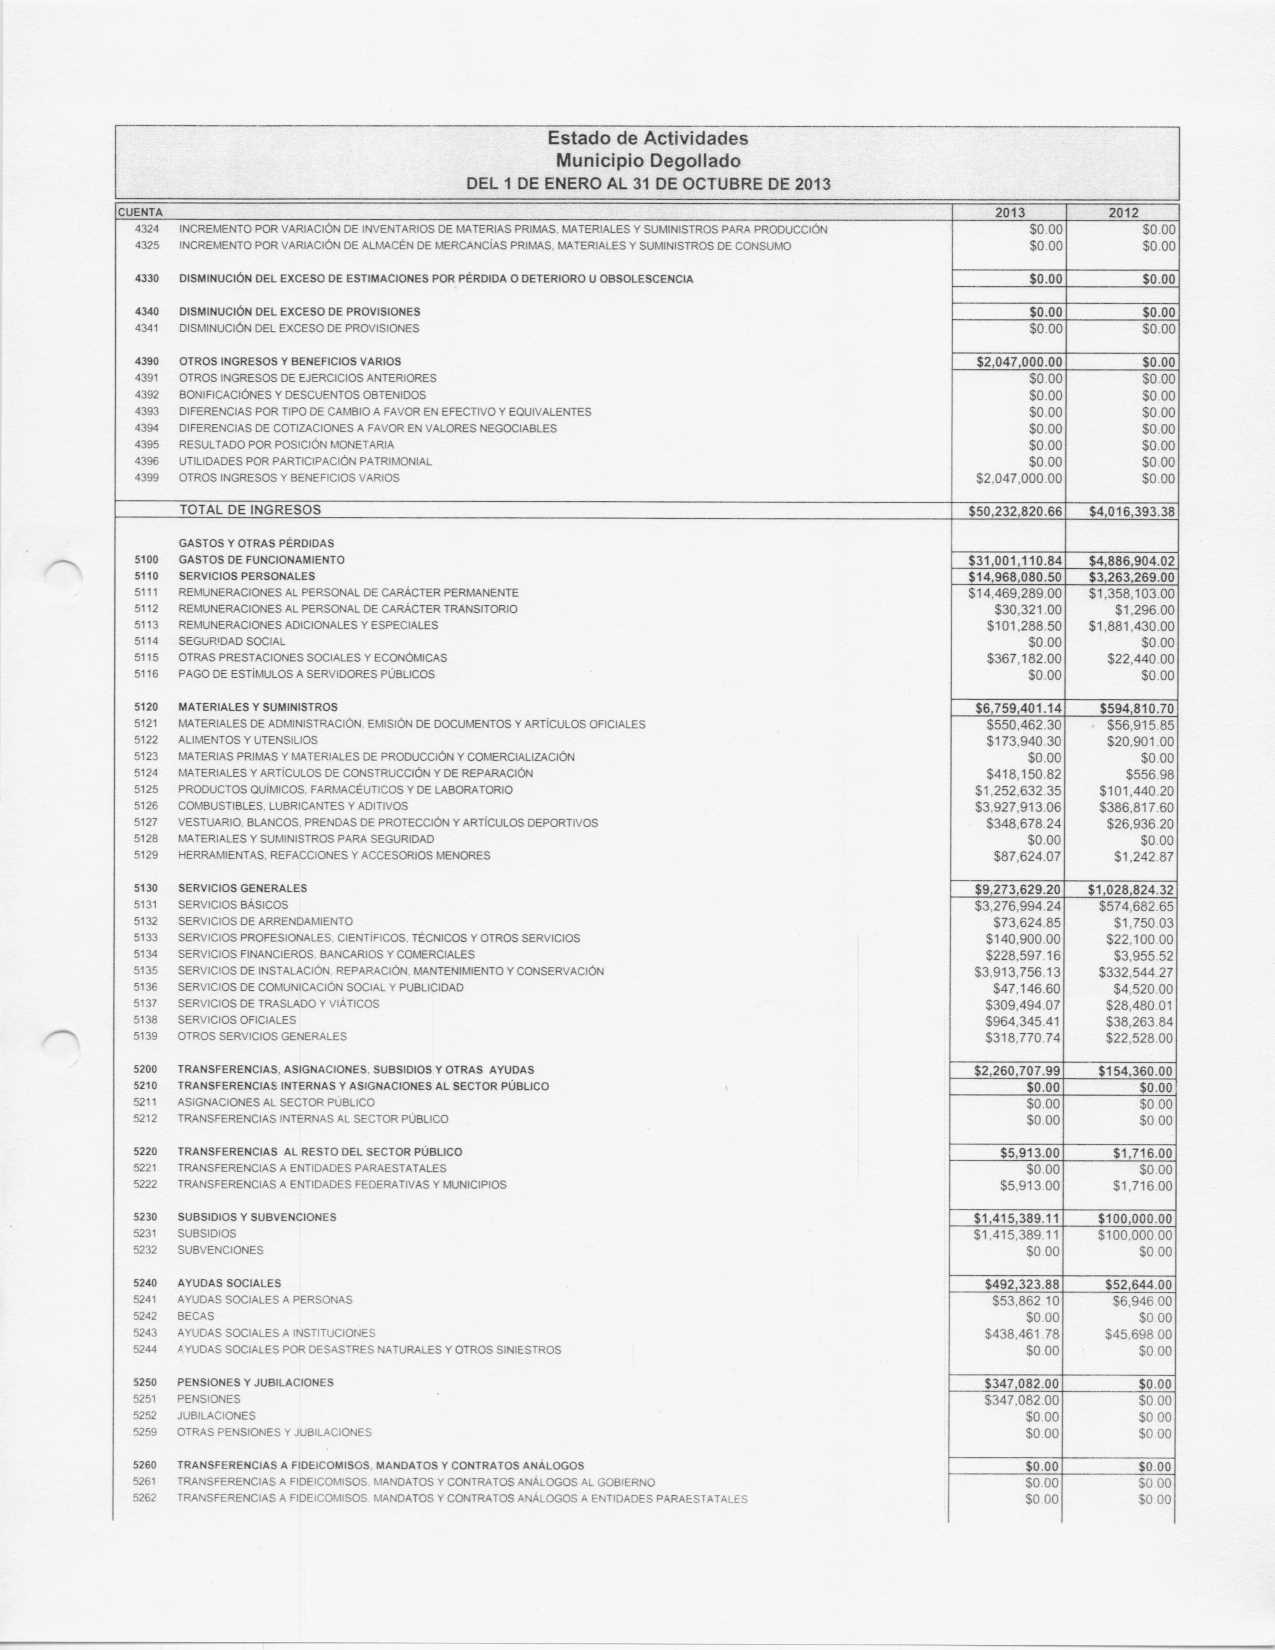 Estado de Actividades
Municipio Degollado
DEL 1 DE ENERO AL 31 DE OCTUBRE DE 2013
CUENTA 2013 2012
4324 INCREMENTO POR VARIACIÓN DE INVENTARIOS DE MATERIAS PRIMAS, MATERIALES Y SUMINISTROS PARA PRODUCCIÓN $0.00 $0.00
4325 INCREMENTO POR VARIACIÓN DE ALMACÉN DE MERCANCÍAS PRIMAS, MATERIALES Y SUMINISTROS DE CONSUMO $0.00 $0.00
4330 DISMINUCIÓN DEL EXCESO DE ESTIMACIONES POR PÉRDIDA O DETERIORO U OBSOLESCENCIA $0.00 $0.00
4340 DISMINUCIÓN DEL EXCESO DE PROVISIONES $0.00 $0.00
4341 DISMINUCIÓN DEL EXCESO DE PROVISIONES $0.00 $0.00
4390 OTROS INGRESOS Y BENEFICIOS VARIOS $2,047,000.00 $0.00
4391 OTROS INGRESOS DE EJERCICIOS ANTERIORES $0.00 $0.00
4392 BONIFICACIÓNES Y DESCUENTOS OBTENIDOS $0.00 $0.00
4393 DIFERENCIAS POR TIPO DE CAMBIO A FAVOR EN EFECTIVO Y EQUIVALENTES $0.00 $0.00
4394 DIFERENCIAS DE COTIZACIONES A FAVOR EN VALORES NEGOCIABLES $0.00 $0.00
4395 RESULTADO POR POSICIÓN MONETARIA $0.00 $0.00
4396 UTILIDADES POR PARTICIPACIÓN PATRIMONIAL $0.00 $0.00
4399 OTROS INGRESOS Y BENEFICIOS VARIOS $2,047,000.00 $0.00
TOTAL DE INGRESOS $50,232,820.66 $4,016,393.38
GASTOS Y OTRAS PÉRDIDAS
5100 GASTOS DE FUNCIONAMIENTO $31,001,110.84 $4,886,904.02
5110 SERVICIOS PERSONALES $14,968,080.50 $3,263,269.00
5111 REMUNERACIONES AL PERSONAL DE CARÁCTER PERMANENTE $14,469,289.00 $1,358,103.00
5112 REMUNERACIONES AL PERSONAL DE CARÁCTER TRANSITORIO $30,321.00 $1,296.00
5113 REMUNERACIONES ADICIONALES Y ESPECIALES $101,288.50 $1,881,430.00
5114 SEGURIDAD SOCIAL $0.00 $0.00
5115 OTRAS PRESTACIONES SOCIALES Y ECONÓMICAS $367,182.00 $22,440.00
5116 PAGO DE ESTÍMULOS A SERVIDORES PÚBLICOS $0.00 $0.00
5120 MATERIALES Y SUMINISTROS $6,759,401.14 $594,810.70
5121 MATERIALES DE ADMINISTRACIÓN, EMISIÓN DE DOCUMENTOS Y ARTÍCULOS OFICIALES $550,462.30 $56,915.85
5122 ALIMENTOS Y UTENSILIOS $173,940.30 $20,901.00
5123 MATERIAS PRIMAS Y MATERIALES DE PRODUCCIÓN Y COMERCIALIZACIÓN $0.00 $0.00
5124 MATERIALES Y ARTÍCULOS DE CONSTRUCCIÓN Y DE REPARACIÓN $418,150.82 $556.98
5125 PRODUCTOS QUÍMICOS, FARMACÉUTICOS Y DE LABORATORIO $1,252,632.35 $101,440.20
5126 COMBUSTIBLES, LUBRICANTES Y ADITIVOS $3,927,913.06 $386,817.60
5127 VESTUARIO, BLANCOS, PRENDAS DE PROTECCIÓN Y ARTÍCULOS DEPORTIVOS $348,678.24 $26,936.20
5128 MATERIALES Y SUMINISTROS PARA SEGURIDAD $0.00 $0.00
5129 HERRAMIENTAS, REFACCIONES Y ACCESORIOS MENORES $87,624.07 $1,242.87
5130 SERVICIOS GENERALES $9,273,629.20 $1,028,824.32
5131 SERVICIOS BÁSICOS $3,276,994.24 $574,682.65
5132 SERVICIOS DE ARRENDAMIENTO $73,624.85 $1,750.03
5133 SERVICIOS PROFESIONALES, CIENTÍFICOS, TÉCNICOS Y OTROS SERVICIOS $140,900.00 $22,100.00
5134 SERVICIOS FINANCIEROS, BANCARIOS Y COMERCIALES $228,597.16 $3,955.52
5135 SERVICIOS DE INSTALACIÓN, REPARACIÓN, MANTENIMIENTO Y CONSERVACIÓN $3,913,756.13 $332,544.27
5136 SERVICIOS DE COMUNICACIÓN SOCIAL Y PUBLICIDAD $47,146.60 $4,520.00
5137 SERVICIOS DE TRASLADO Y VIÁTICOS $309,494.07 $28,480.01
5138 SERVICIOS OFICIALES $964,345.41 $38,263.84
5139 OTROS SERVICIOS GENERALES $318,770.74 $22,528.00
5200 TRANSFERENCIAS, ASIGNACIONES, SUBSIDIOS Y OTRAS AYUDAS $2,260,707.99 $154,360.00
5210 TRANSFERENCIAS INTERNAS Y ASIGNACIONES AL SECTOR PÚBLICO $0.00 $0.00
5211 ASIGNACIONES AL SECTOR PÚBLICO $0.00 $0.00
5212 TRANSFERENCIAS INTERNAS AL SECTOR PÚBLICO $0.00 $0.00
5220 TRANSFERENCIAS AL RESTO DEL SECTOR PÚBLICO $5,913.00 $1,716.00
5221 TRANSFERENCIAS A ENTIDADES PARAESTATALES $0.00 $0.00
5222 TRANSFERENCIAS A ENTIDADES FEDERATIVAS Y MUNICIPIOS $5,913.00 $1,716.00
5230 SUBSIDIOS Y SUBVENCIONES $1,415,389.11 $100,000.00
5231 SUBSIDIOS $1,415,389.11 $100,000.00
5232 SUBVENCIONES $0.00 $0.00
5240 AYUDAS SOCIALES $492,323.88 $52,644.00
5241 AYUDAS SOCIALES A PERSONAS $53,862.10 $6,946.00
5242 BECAS $0.00 $0.00
5243 AYUDAS SOCIALES A INSTITUCIONES $438,461.78 $45,698.00
5244 AYUDAS SOCIALES POR DESASTRES NATURALES Y OTROS SINIESTROS $0.00 $0.00
5250 PENSIONES Y JUBILACIONES $347,082.00 $0.00
5251 PENSIONES $347,082.00 $0.00
5252 JUBILACIONES $0.00 $0.00
5259 OTRAS PENSIONES Y JUBILACIONES $0.00 $0.00
5260 TRANSFERENCIAS A FIDEICOMISOS, MANDATOS Y CONTRATOS ANÁLOGOS $0.00 $0.00
5261 TRANSFERENCIAS A FIDEICOMISOS, MANDATOS Y CONTRATOS ANÁLOGOS AL GOBIERNO $0.00 $0.00
5262 TRANSFERENCIAS A FIDEICOMISOS, MANDATOS Y CONTRATOS ANÁLOGOS A ENTIDADES PARAESTATALES $0.00 $0.00